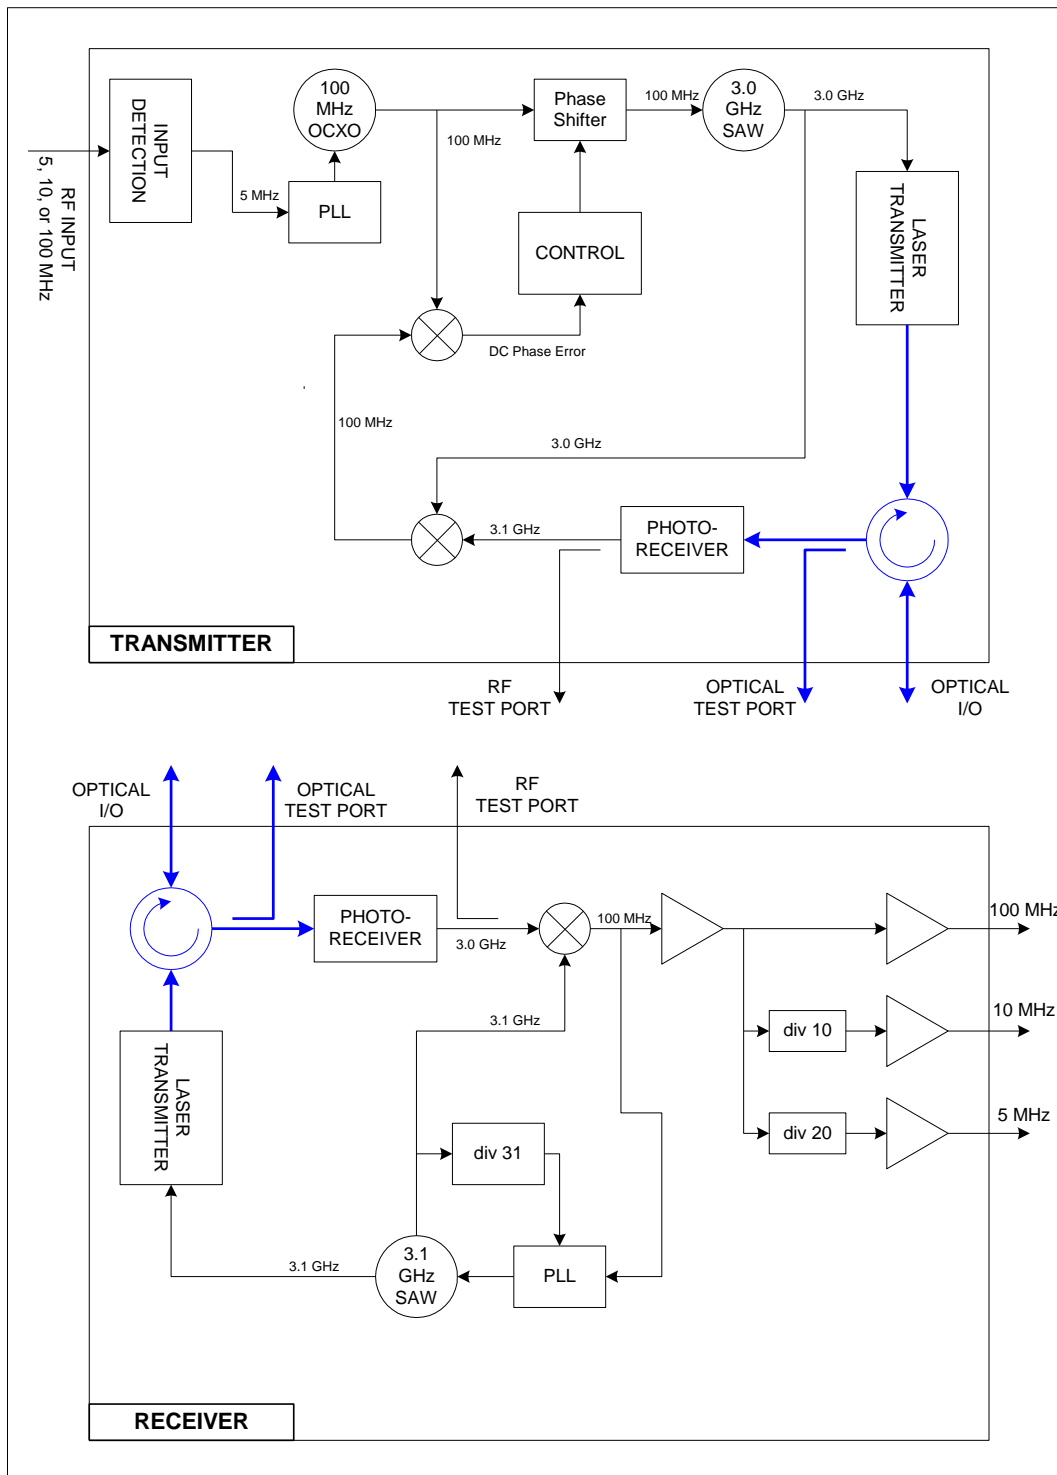 INPUT
DETECTION
RF INPUT
5, 10, or 100 MHz
5 MHz
PLL
100
MHz
OCXO
100 MHz
Phase
Shifter
100 MHz
3.0
GHz
SAW
3.0 GHz
LASER
TRANSMITTER
CONTROL
DC Phase Error
100 MHz
3.0 GHz
3.1 GHz
PHOTO-
RECEIVER
TRANSMITTER
RF
TEST PORT
OPTICAL
TEST PORT
OPTICAL
I/O
OPTICAL
I/O
OPTICAL
TEST PORT
RF
TEST PORT
PHOTO-
RECEIVER
3.0 GHz
100 MHz
100 MHz
10 MHz
5 MHz
div 10
div 20
3.1 GHz
LASER
TRANSMITTER
div 31
3.1 GHz
3.1
GHz
SAW
PLL
RECEIVER